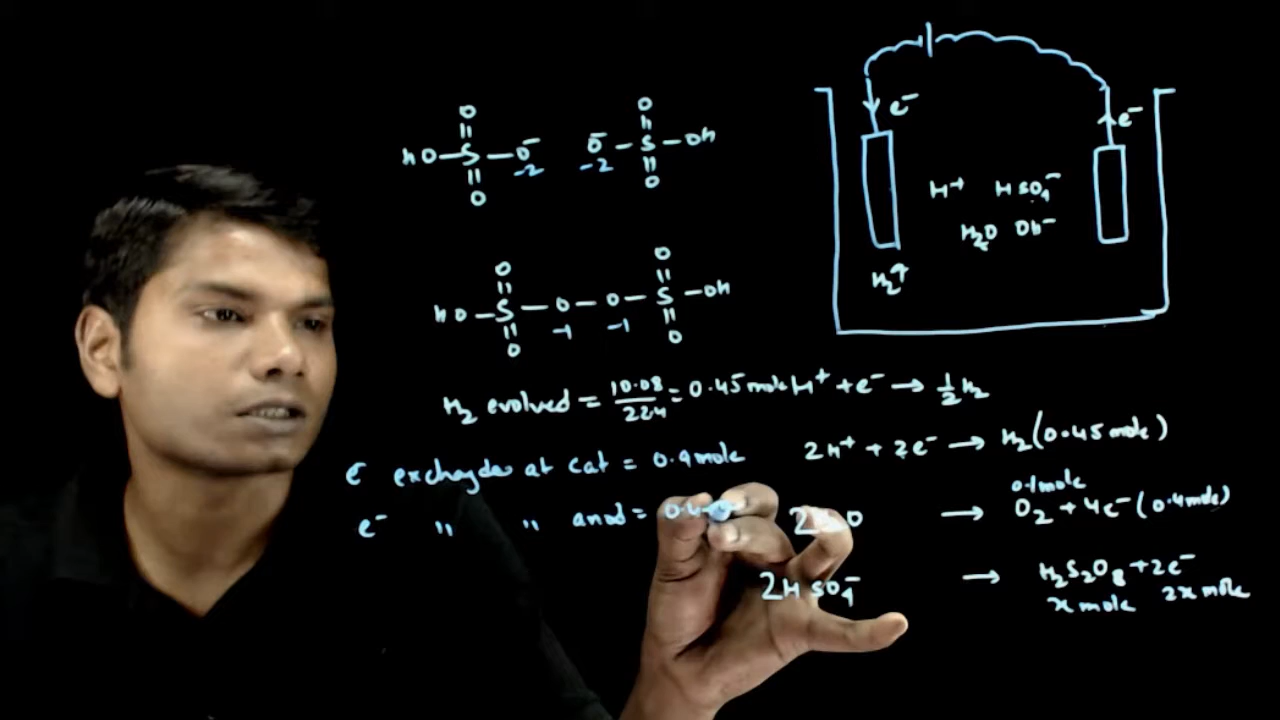 O O
HO–S–O⁻ O⁻–S–OH
-2 -2
O O
O O
HO–S–O–O–S–OH
-1 -1
O O
e⁻ e⁻
H⁺ HSO₄⁻
H₂O OH⁻
H₂↑
H₂ evolved = 10.08/22.4 = 0.45 mole H⁺ + e⁻ → ½H₂
e⁻ at cat = 0.9 mole 2H⁺ + 2e⁻ → H₂ (0.45 mole)
0.1 mole
e⁻ " " anod = 0.4 → O₂ + 4e⁻ (0.4 mole)
2HSO₄⁻ → H₂S₂O₈ + 2e⁻
x mole 2x mole